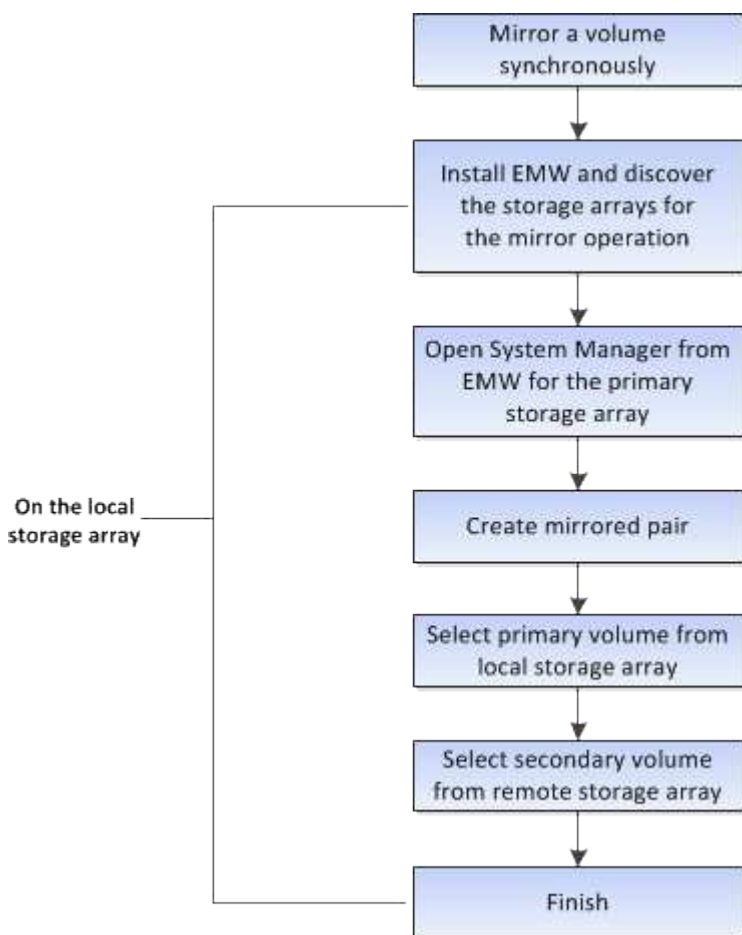 Mirror a volume
synchronously
Install EMW and discover
the storage arrays for
the mirror operation
Open System Manager from
EMW for the primary
storage array
On the local
storage array
Create mirrored pair
Select primary volume from
local storage array
Select secondary volume
from remote storage array
Finish